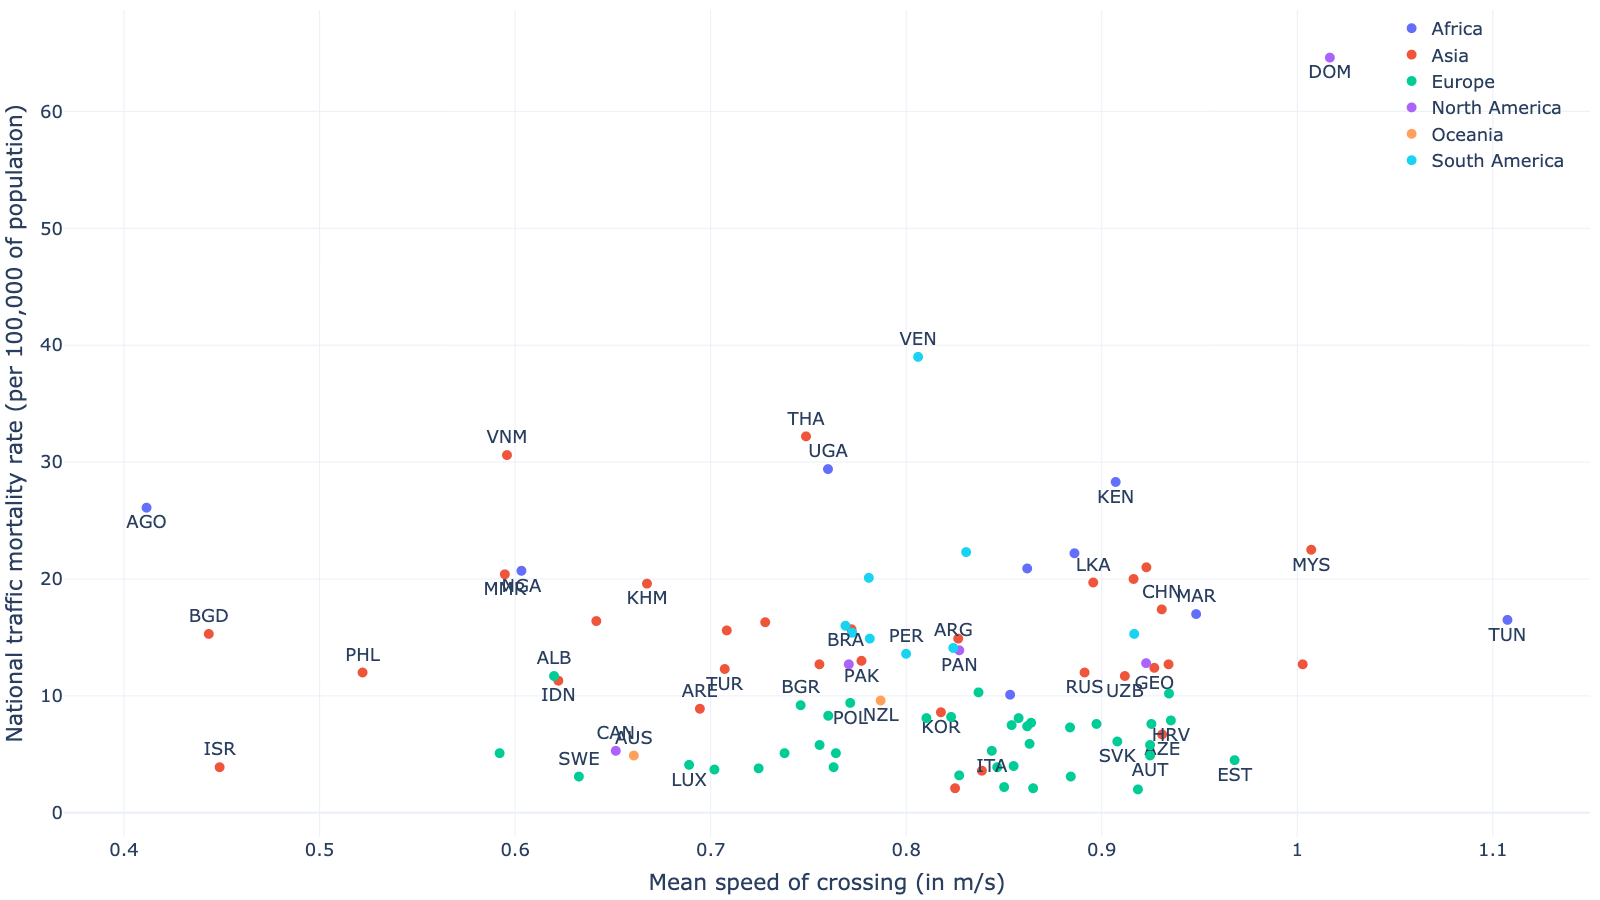 Africa
Asia
Europe
North America
Oceania
South America
DOM
VEN
THA
VNM
UGA
KEN
AGO
LKA
MYS
MMR
NGA
KHM
CHN
MAR
BGD
TUN
ARG
PER
BRA
PHL
ALB
PAN
PAK
TUR
GEO
BGR
RUS
UZB
ARE
IDN
POL
NZL
KOR
HRV
CAN
AUS
ISR
AZE
SVK
SWE
ITA
AUT
EST
LUX
60
50
40
30
20
10
0
0.4
0.5
0.6
0.7
0.8
0.9
1
1.1
Mean speed of crossing (in m/s)
National traffic mortality rate (per 100,000 of population)